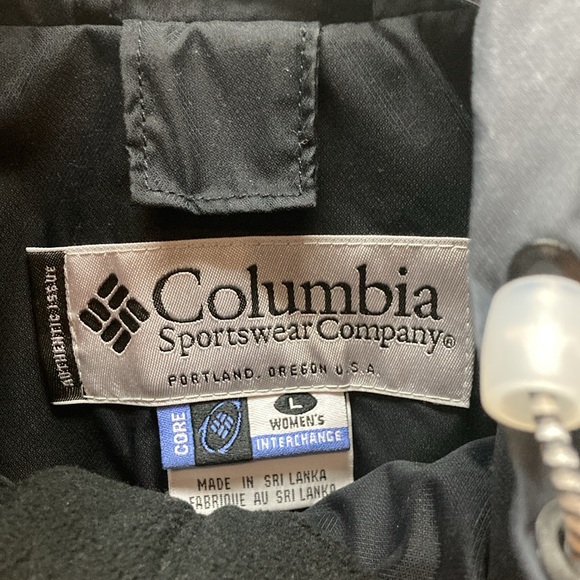 AUTHENTIC ISSUE
Columbia
Sportswear Company®
PORTLAND, OREGON U.S.A.
CORE
L
WOMEN'S
INTERCHANGE
MADE IN SRI LANKA
FABRIQUE AU SRI LANKA